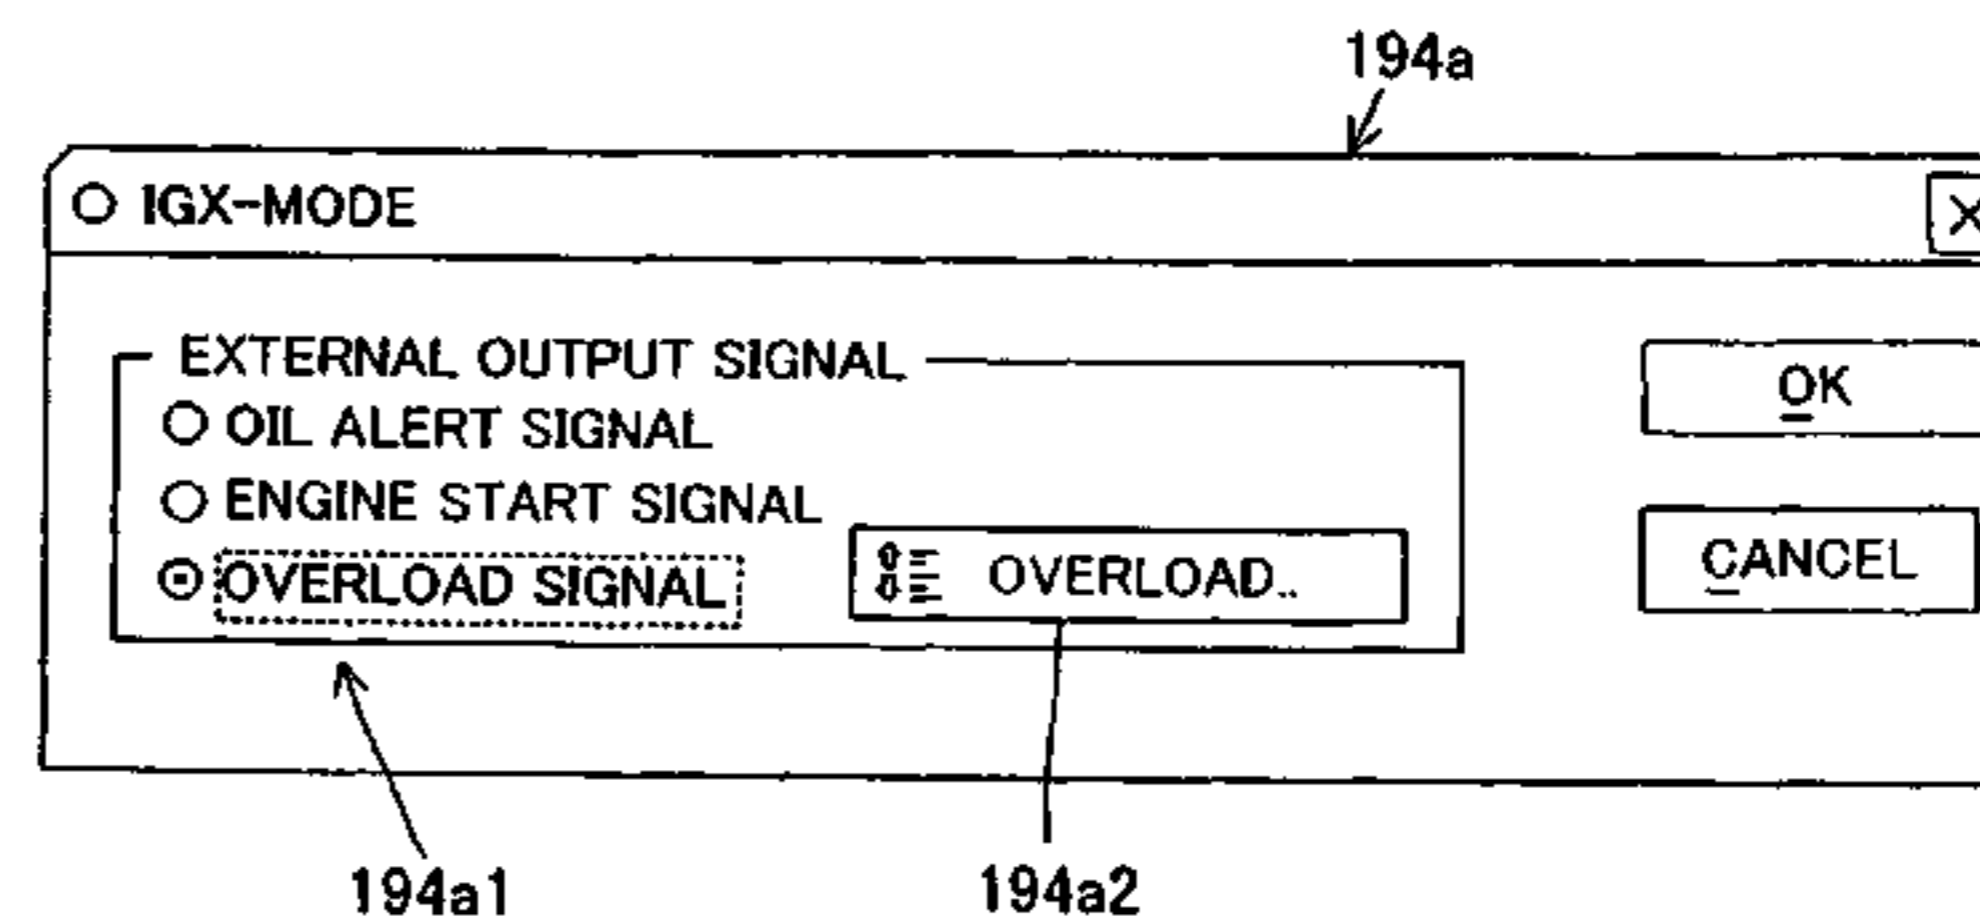 194a
IGX-MODE
X
EXTERNAL OUTPUT SIGNAL
OIL ALERT SIGNAL
ENGINE START SIGNAL
OVERLOAD SIGNAL
OVERLOAD..
OK
CANCEL
194a1
194a2